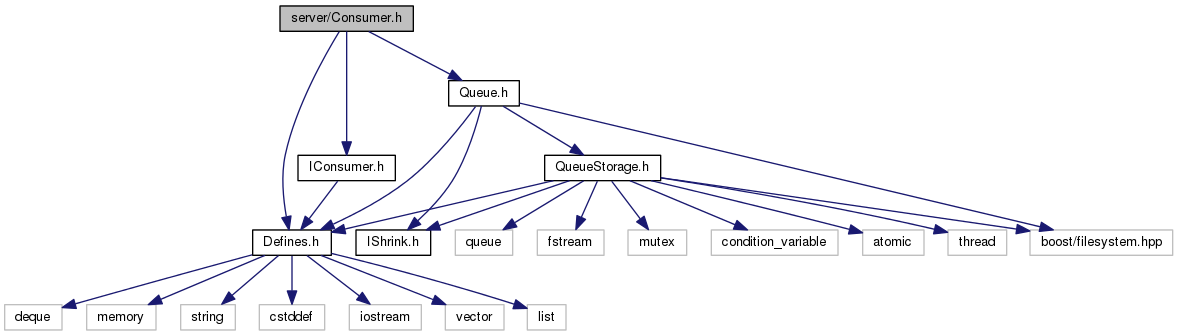 server/Consumer.h
Queue.h
IConsumer.h
QueueStorage.h
Defines.h
IShrink.h
queue
fstream
mutex
condition_variable
atomic
thread
boost/filesystem.hpp
deque
memory
string
cstddef
iostream
vector
list